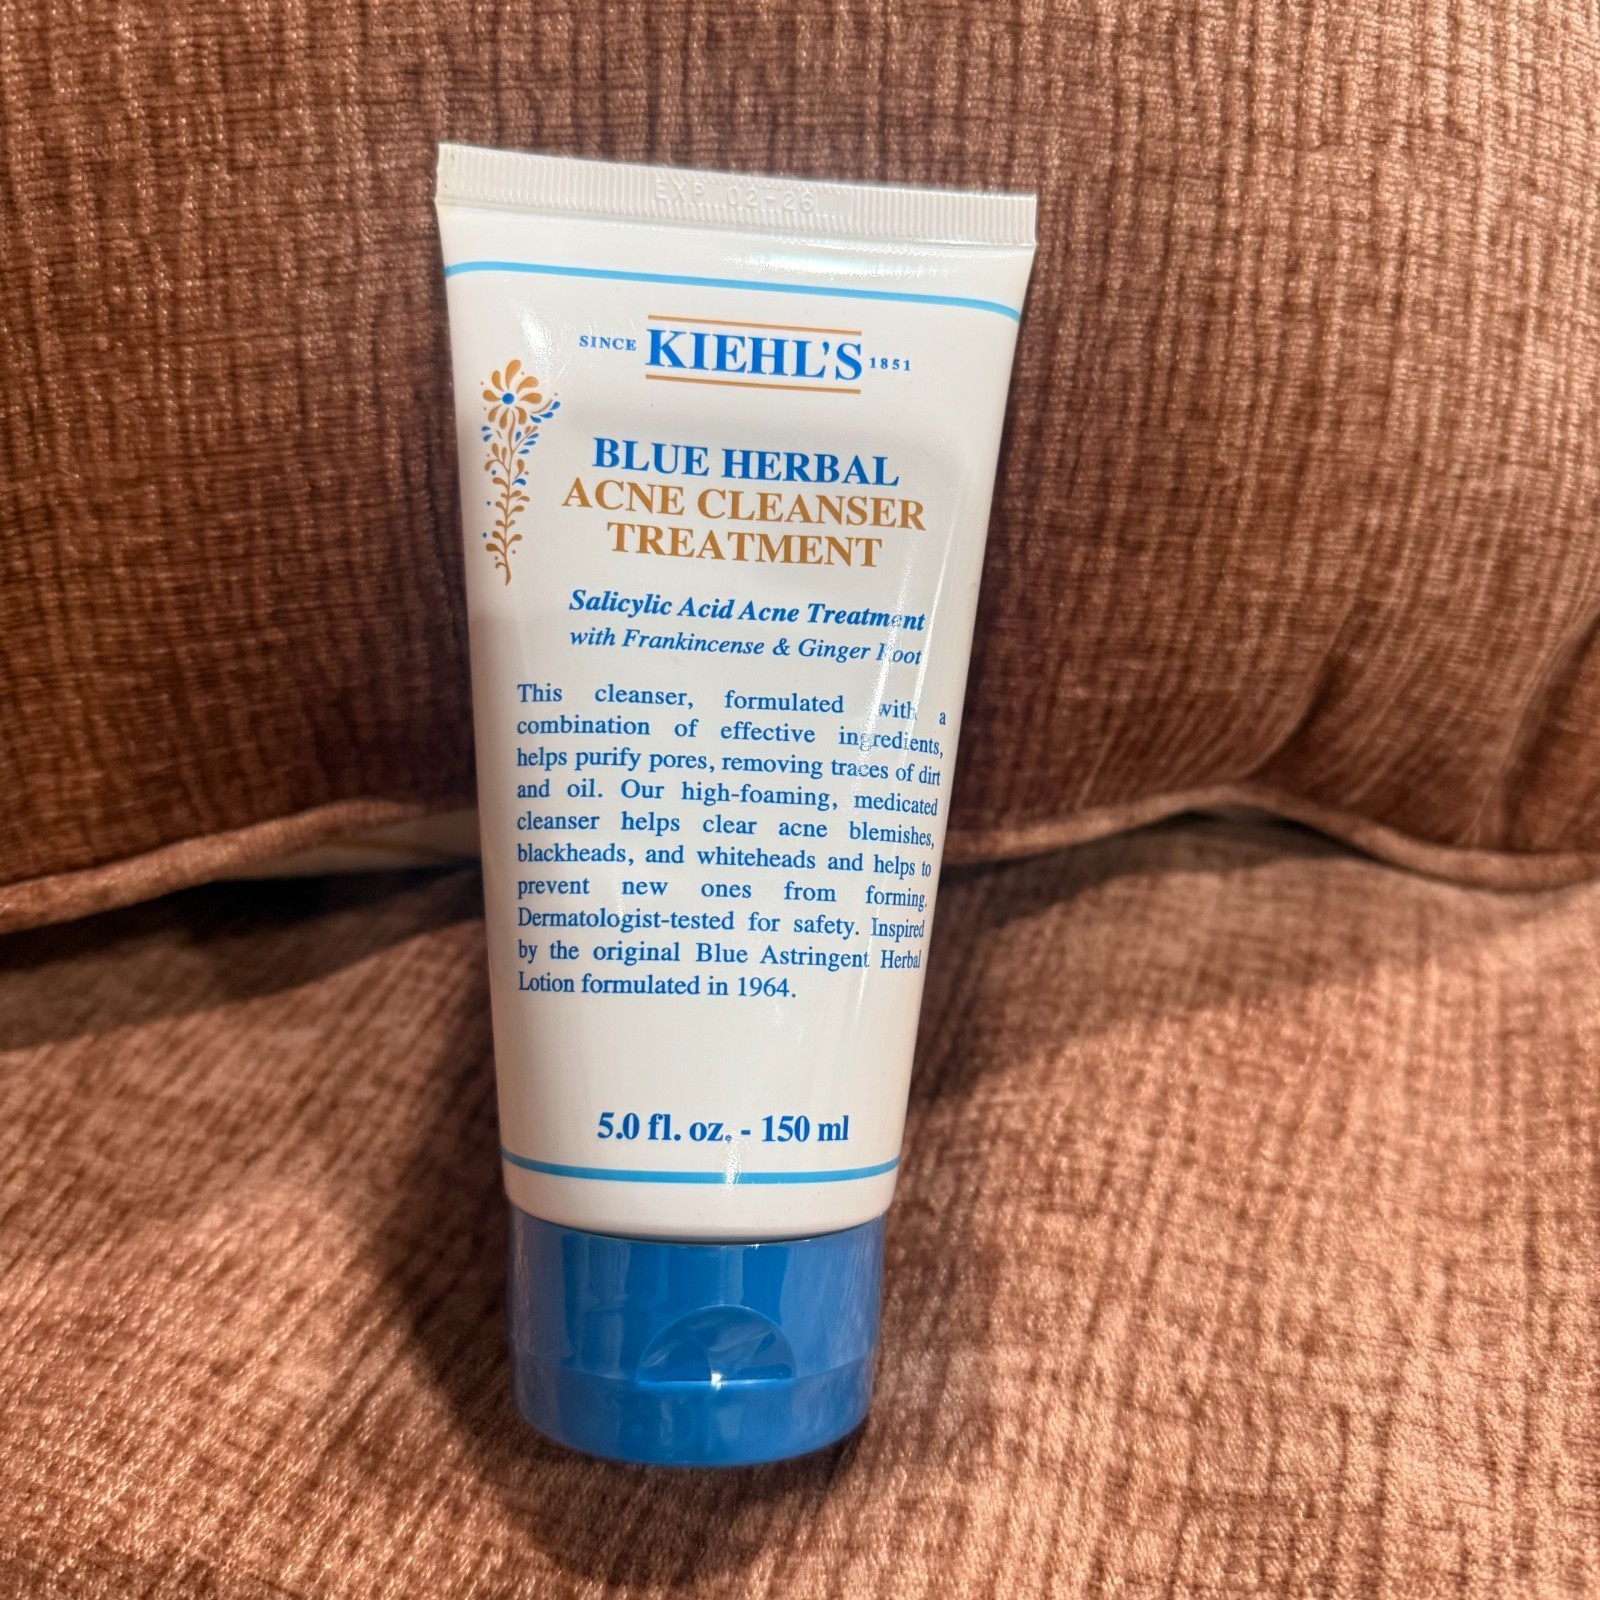 EXP 02-26
SINCE KIEHL'S 1851
BLUE HERBAL
ACNE CLEANSER
TREATMENT
Salicylic Acid Acne Treatment
with Frankincense & Ginger Root
This cleanser, formulated with a
combination of effective ingredients,
helps purify pores, removing traces of dirt
and oil. Our high-foaming, medicated
cleanser helps clear acne blemishes,
blackheads, and whiteheads and helps to
prevent new ones from forming.
Dermatologist-tested for safety. Inspired
by the original Blue Astringent Herbal
Lotion formulated in 1964.
5.0 fl. oz. - 150 ml